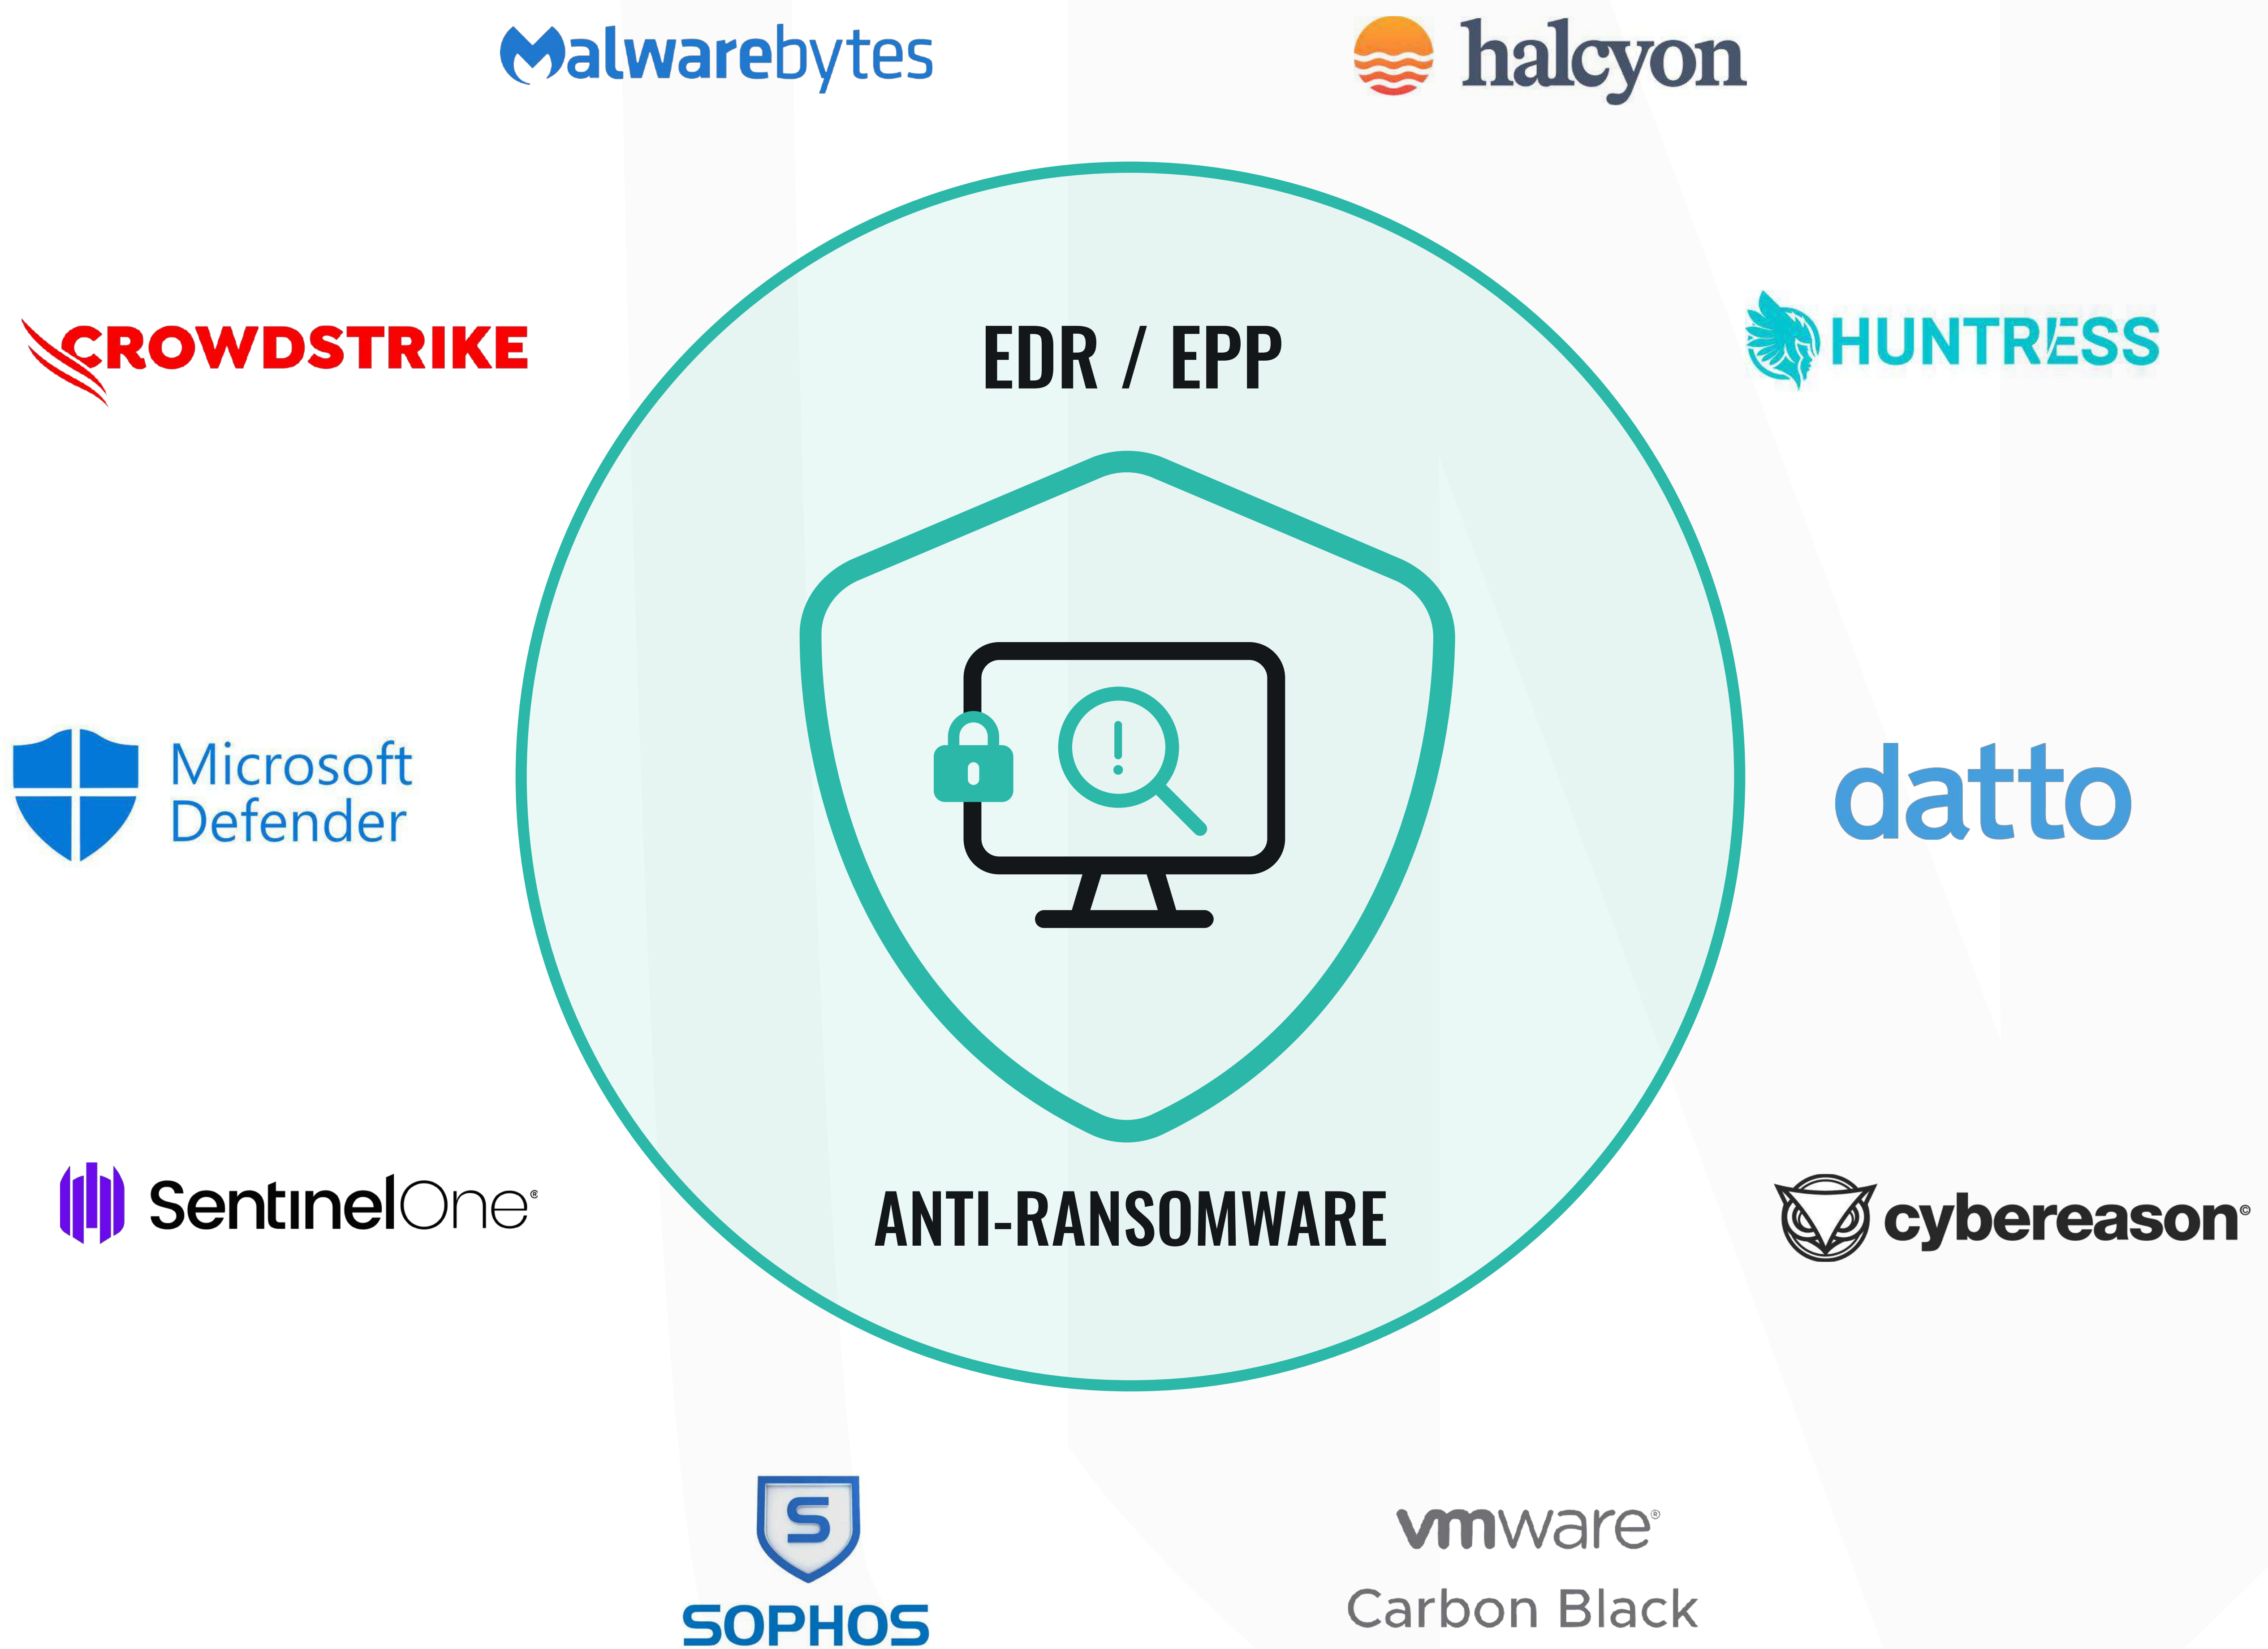 malwarebytes
halcyon
CROWDSTRIKE
EDR / EPP
HUNTRESS
Microsoft
Defender
!
datto
SentinelOne®
ANTI-RANSOMWARE
cybereason©
S
SOPHOS
vmware®
Carbon Black